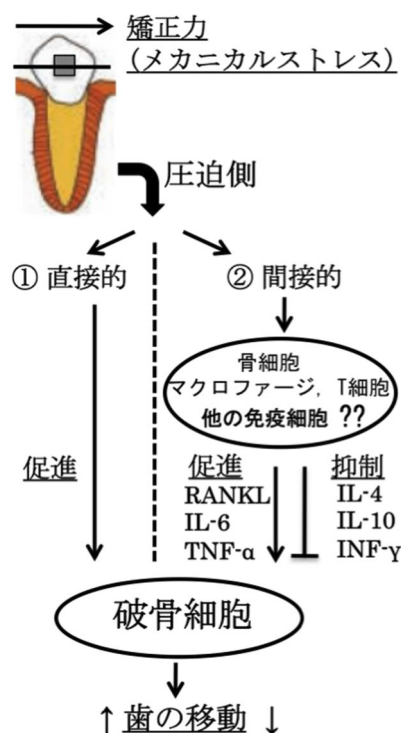 矯正力
(メカニカルストレス)
圧迫側
① 直接的
② 間接的
骨細胞
マクロファージ, T細胞
他の免疫細胞 ??
促進
促進
RANKL
IL-6
TNF-α
抑制
IL-4
IL-10
INF-γ
破骨細胞
↑ 歯の移動 ↓